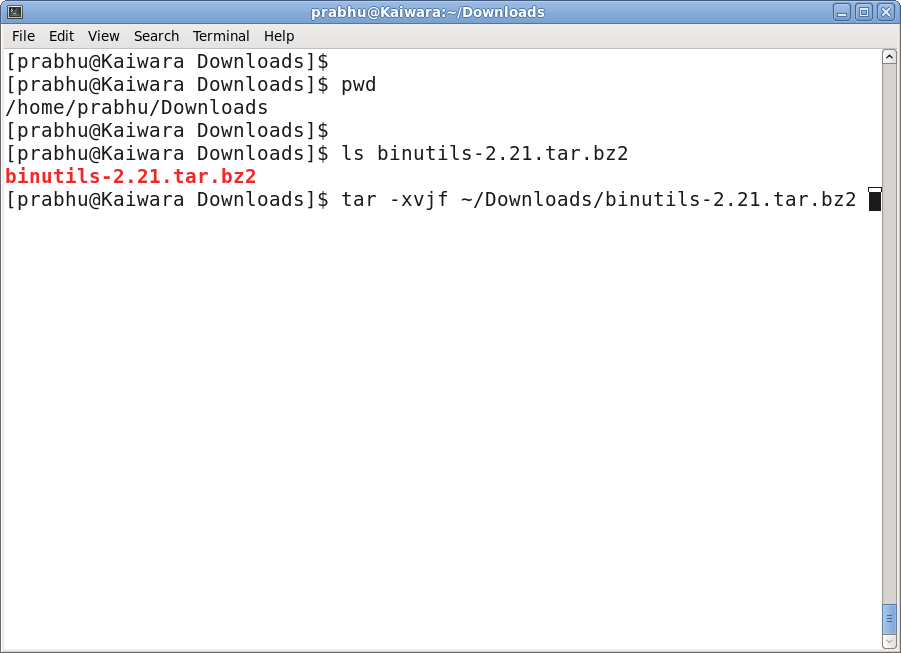 prabhu@Kaiwara:~/Downloads
File Edit View Search Terminal Help
[prabhu@Kaiwara Downloads]$
[prabhu@Kaiwara Downloads]$ pwd
/home/prabhu/Downloads
[prabhu@Kaiwara Downloads]$
[prabhu@Kaiwara Downloads]$ ls binutils-2.21.tar.bz2
binutils-2.21.tar.bz2
[prabhu@Kaiwara Downloads]$ tar -xvjf ~/Downloads/binutils-2.21.tar.bz2